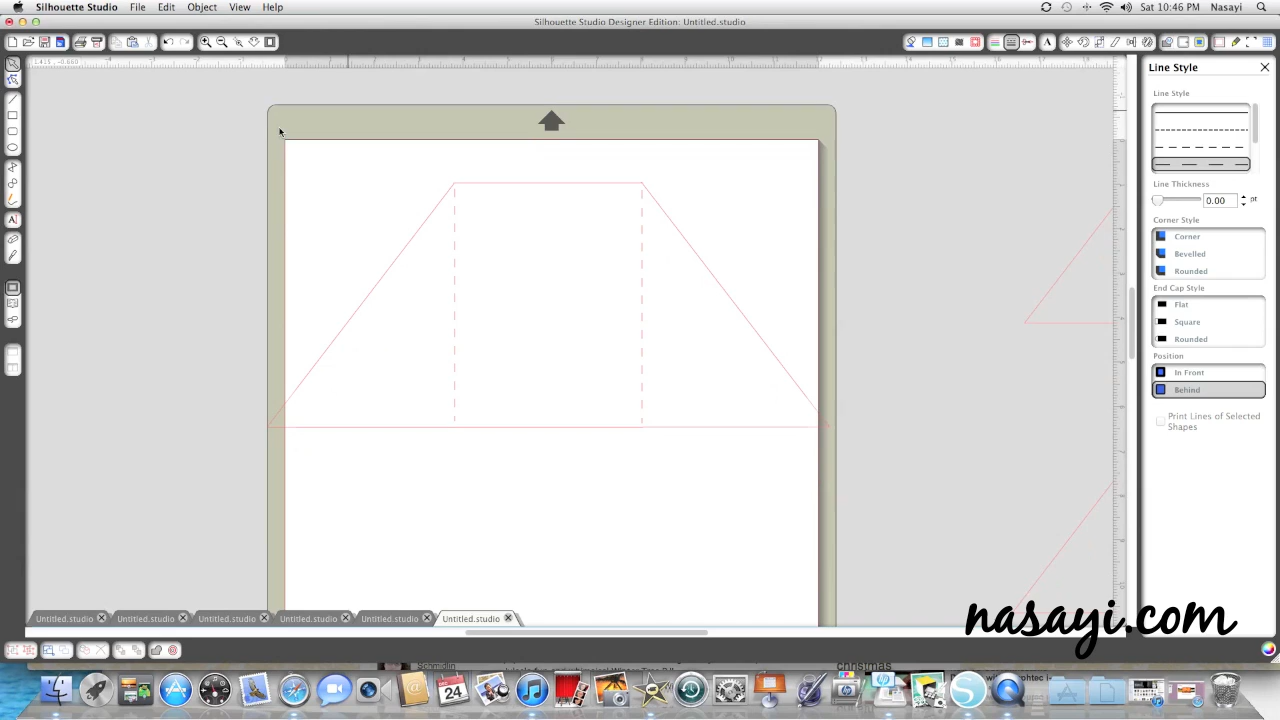 Silhouette Studio File Edit Object View Help
Sat 10:46 PM Nasayi
Silhouette Studio Designer Edition: Untitled.studio
Line Style
Line Style
Line Thickness
0.00 pt
Corner Style
Corner
Bevelled
Rounded
End Cap Style
Flat
Square
Rounded
Position
In Front
Behind
Print Lines of Selected
Shapes
Untitled.studio Untitled.studio Untitled.studio Untitled.studio Untitled.studio Untitled.studio
nasayi.com
Schmidlin
christmas
24